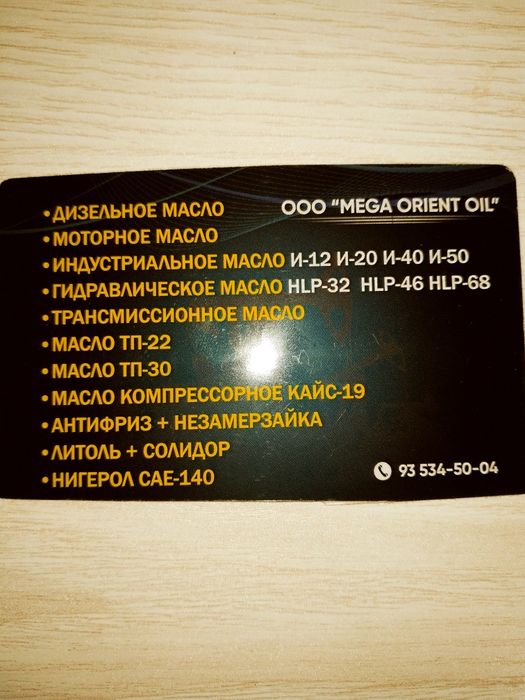 ООО "MEGA ORIENT OIL"
•ДИЗЕЛЬНОЕ МАСЛО
•МОТОРНОЕ МАСЛО
•ИНДУСТРИАЛЬНОЕ МАСЛО И-12 И-20 И-40 И-50
•ГИДРАВЛИЧЕСКОЕ МАСЛО HLP-32 HLP-46 HLP-68
•ТРАНСМИССИОННОЕ МАСЛО
•МАСЛО ТП-22
•МАСЛО ТП-30
•МАСЛО КОМПРЕССОРНОЕ КАЙС-19
•АНТИФРИЗ + НЕЗАМЕРЗАЙКА
•ЛИТОЛЬ + СОЛИДОР
•НИГЕРОЛ САЕ-140
93 534-50-04